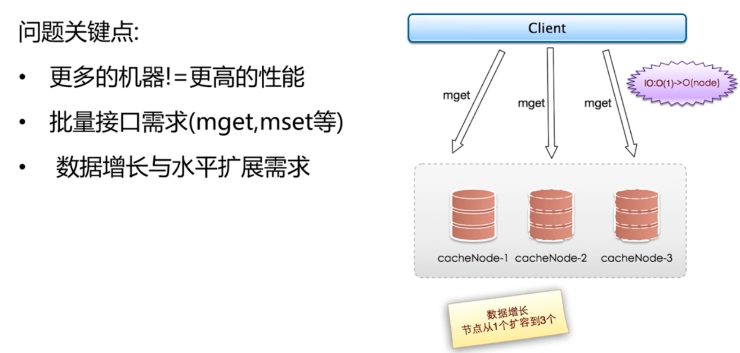 问题关键点:
• 更多的机器!=更高的性能
• 批量接口需求(mget,mset等)
• 数据增长与水平扩展需求
Client
mget
mget
mget
IO:O(1)->O{node}
cacheNode-1
cacheNode-2
cacheNode-3
数据增长
节点从1个扩容到3个